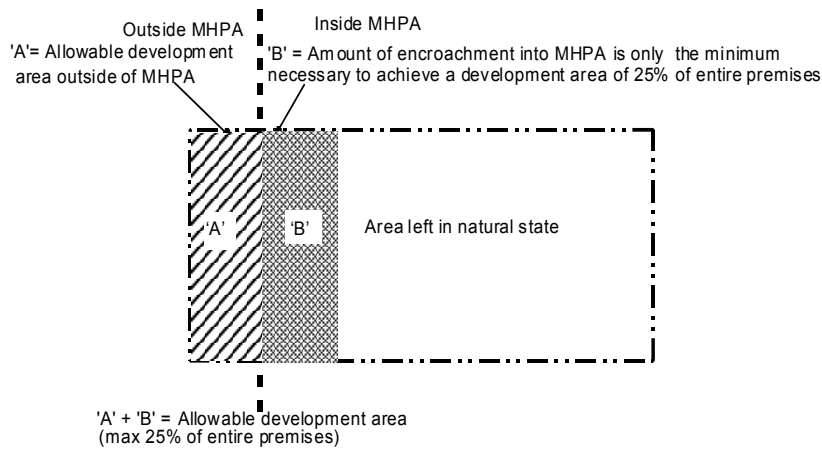 Outside MHPA
Inside MHPA
'A'= Allowable development
area outside of MHPA
'B' = Amount of encroachment into MHPA is only the minimum
necessary to achieve a development area of 25% of entire premises
'A'
'B'
Area left in natural state
'A' + 'B' = Allowable development area
(max 25% of entire premises)